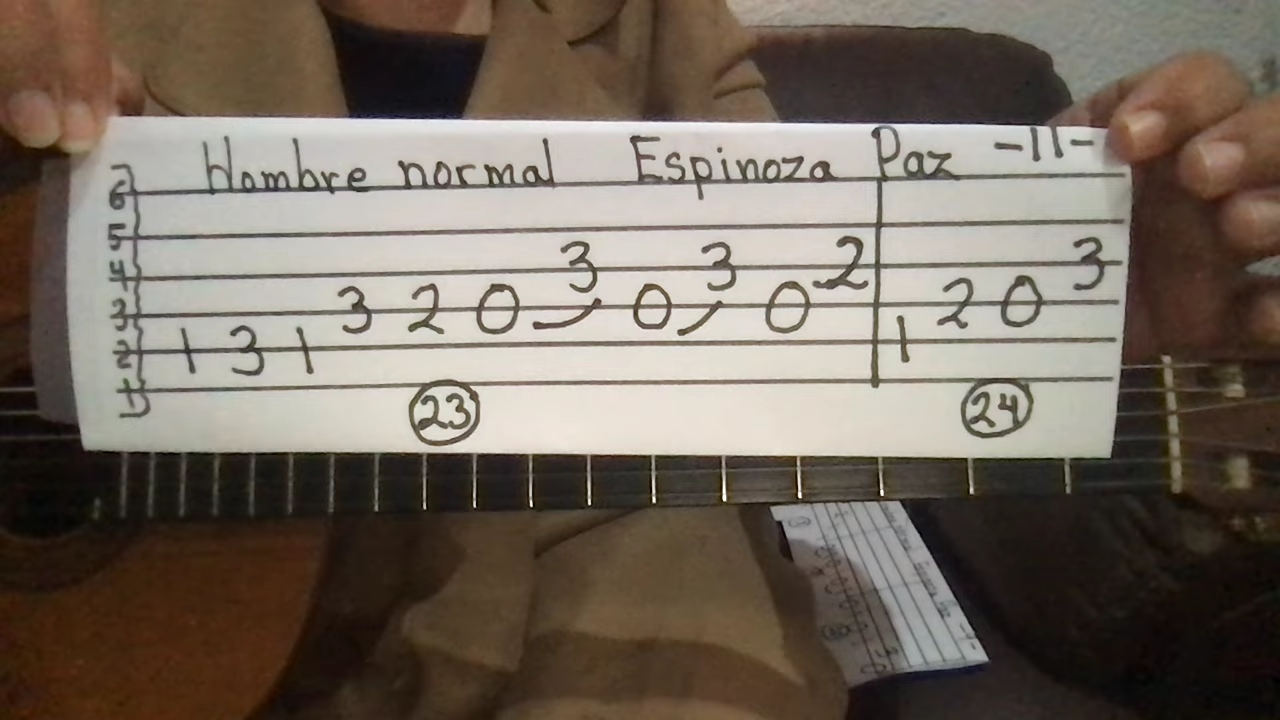 Hombre normal Espinoza Paz -11-
6
5
4 3 3 2 3
3 3 2 0 0 0 2 0
2 1 3 1 1
1
23 24